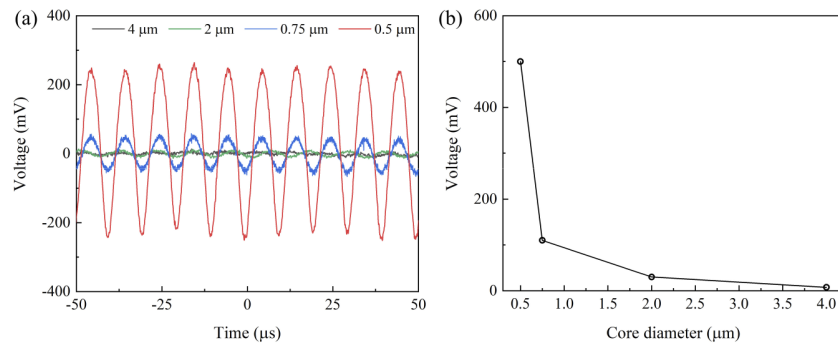 (a)
4 μm 2 μm 0.75 μm 0.5 μm
400
200
0
-200
-400
Voltage (mV)
-50 -25 0 25 50
Time (μs)
(b)
600
400
200
0
Voltage (mV)
0.5 1.0 1.5 2.0 2.5 3.0 3.5 4.0
Core diameter (μm)